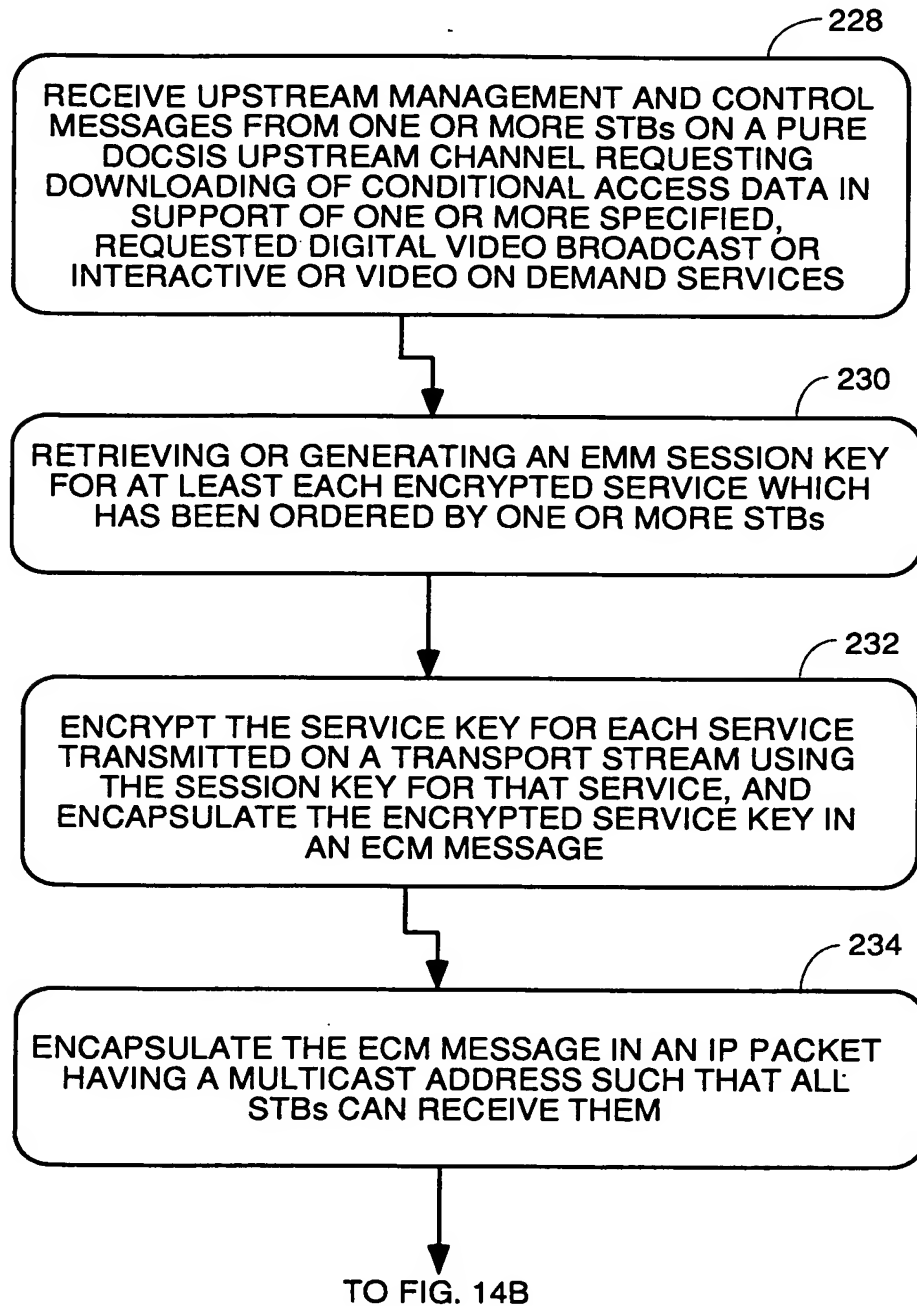 228
RECEIVE UPSTREAM MANAGEMENT AND CONTROL
MESSAGES FROM ONE OR MORE STBs ON A PURE
DOCSIS UPSTREAM CHANNEL REQUESTING
DOWNLOADING OF CONDITIONAL ACCESS DATA IN
SUPPORT OF ONE OR MORE SPECIFIED,
REQUESTED DIGITAL VIDEO BROADCAST OR
INTERACTIVE OR VIDEO ON DEMAND SERVICES
230
RETRIEVING OR GENERATING AN EMM SESSION KEY
FOR AT LEAST EACH ENCRYPTED SERVICE WHICH
HAS BEEN ORDERED BY ONE OR MORE STBs
232
ENCRYPT THE SERVICE KEY FOR EACH SERVICE
TRANSMITTED ON A TRANSPORT STREAM USING
THE SESSION KEY FOR THAT SERVICE, AND
ENCAPSULATE THE ENCRYPTED SERVICE KEY IN
AN ECM MESSAGE
234
ENCAPSULATE THE ECM MESSAGE IN AN IP PACKET
HAVING A MULTICAST ADDRESS SUCH THAT ALL
STBs CAN RECEIVE THEM
TO FIG. 14B